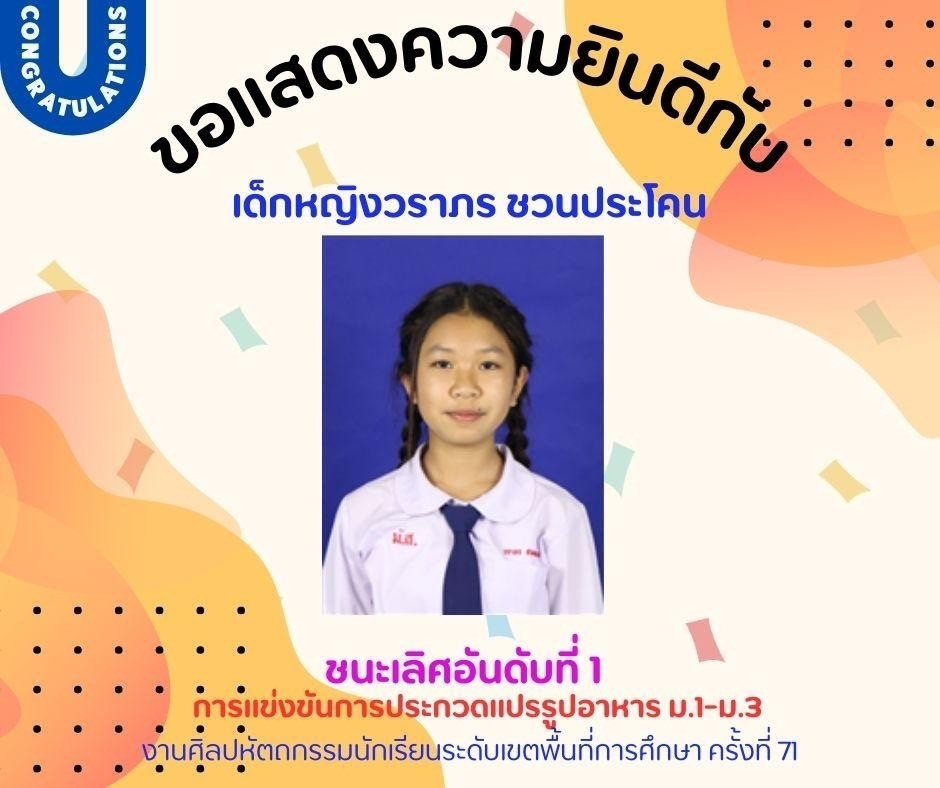 CONGRATULATIONS
ขอแสดงความยินดีกับ
เด็กหญิงวราภร ชวนประโคน
ม.ส.
ชนะเลิศอันดับที่ 1
การแข่งขันการประกวดแปรรูปอาหาร ม.1-ม.3
งานศิลปหัตถกรรมนักเรียนระดับเขตพื้นที่การศึกษา ครั้งที่ 71